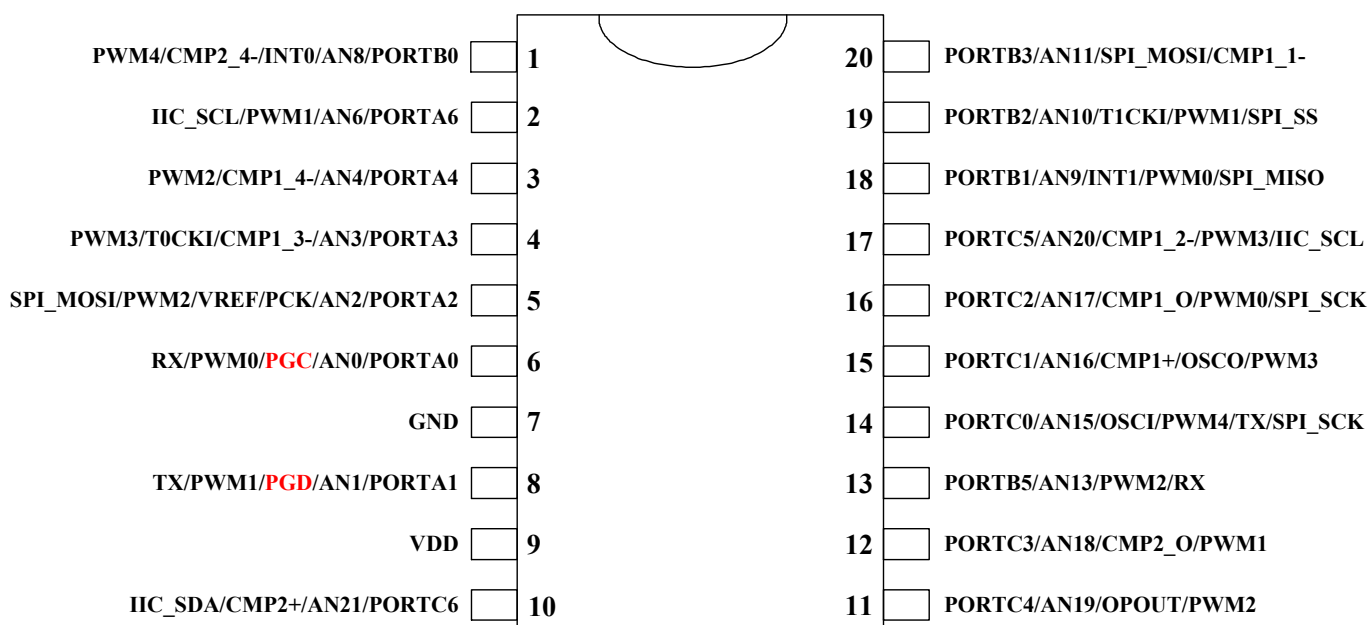 PWM4/CMP2_4-/INT0/AN8/PORTB0 1 20 PORTB3/AN11/SPI_MOSI/CMP1_1-
IIC_SCL/PWM1/AN6/PORTA6 2 19 PORTB2/AN10/T1CKI/PWM1/SPI_SS
PWM2/CMP1_4-/AN4/PORTA4 3 18 PORTB1/AN9/INT1/PWM0/SPI_MISO
PWM3/T0CKI/CMP1_3-/AN3/PORTA3 4 17 PORTC5/AN20/CMP1_2-/PWM3/IIC_SCL
SPI_MOSI/PWM2/VREF/PCK/AN2/PORTA2 5 16 PORTC2/AN17/CMP1_O/PWM0/SPI_SCK
RX/PWM0/PGC/AN0/PORTA0 6 15 PORTC1/AN16/CMP1+/OSCO/PWM3
GND 7 14 PORTC0/AN15/OSCI/PWM4/TX/SPI_SCK
TX/PWM1/PGD/AN1/PORTA1 8 13 PORTB5/AN13/PWM2/RX
VDD 9 12 PORTC3/AN18/CMP2_O/PWM1
IIC_SDA/CMP2+/AN21/PORTC6 10 11 PORTC4/AN19/OPOUT/PWM2